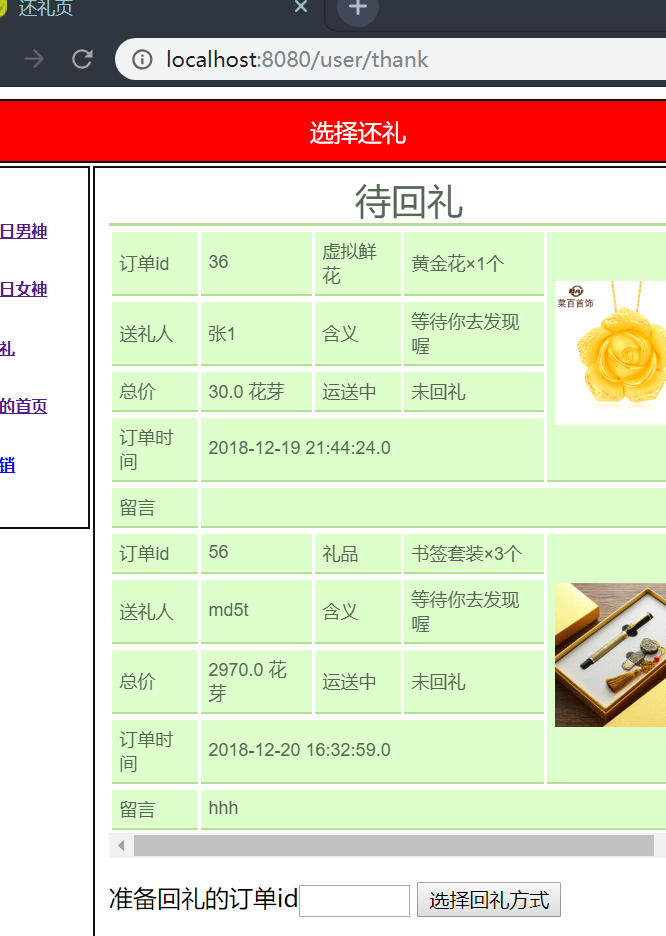 还礼页
localhost:8080/user/thank
选择还礼
日男神
日女神
礼
的首页
销
待回礼
订单id 36 虚拟鲜花 黄金花×1个
菜百首饰
送礼人 张1 含义 等待你去发现喔
总价 30.0 花芽 运送中 未回礼
订单时间 2018-12-19 21:44:24.0
留言
订单id 56 礼品 书签套装×3个
送礼人 md5t 含义 等待你去发现喔
总价 2970.0 花芽 运送中 未回礼
订单时间 2018-12-20 16:32:59.0
留言 hhh
准备回礼的订单id 选择回礼方式